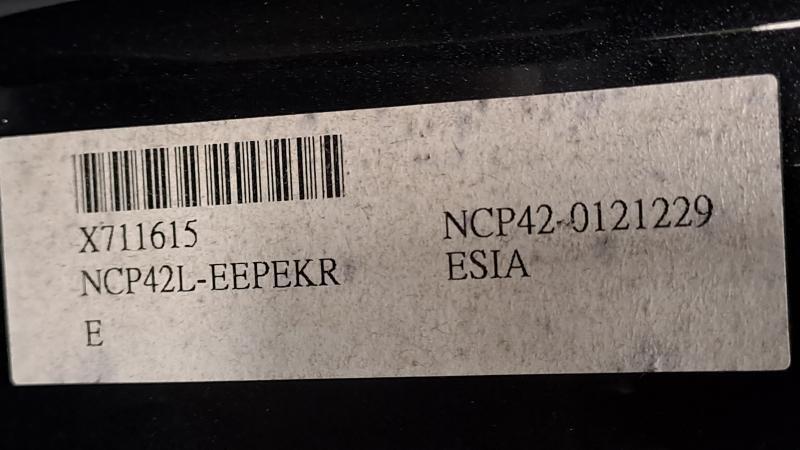 X711615
NCP42L-EEPEKR
E
NCP42-0121229
ESIA